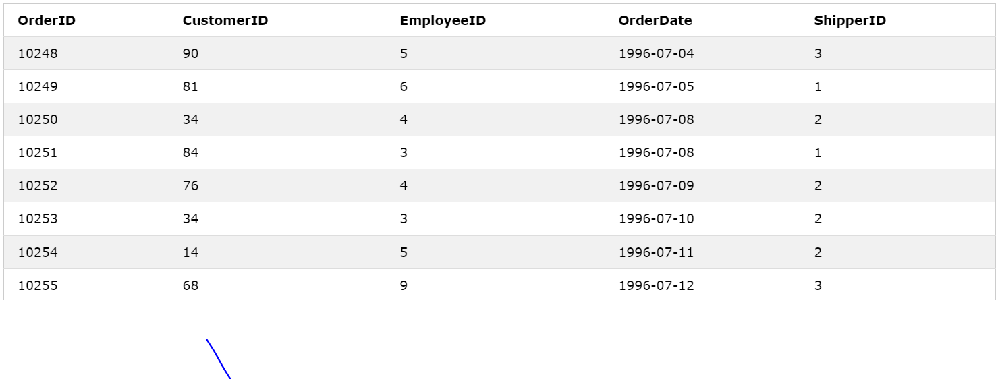 OrderID CustomerID EmployeeID OrderDate ShipperID
10248 90 5 1996-07-04 3
10249 81 6 1996-07-05 1
10250 34 4 1996-07-08 2
10251 84 3 1996-07-08 1
10252 76 4 1996-07-09 2
10253 34 3 1996-07-10 2
10254 14 5 1996-07-11 2
10255 68 9 1996-07-12 3